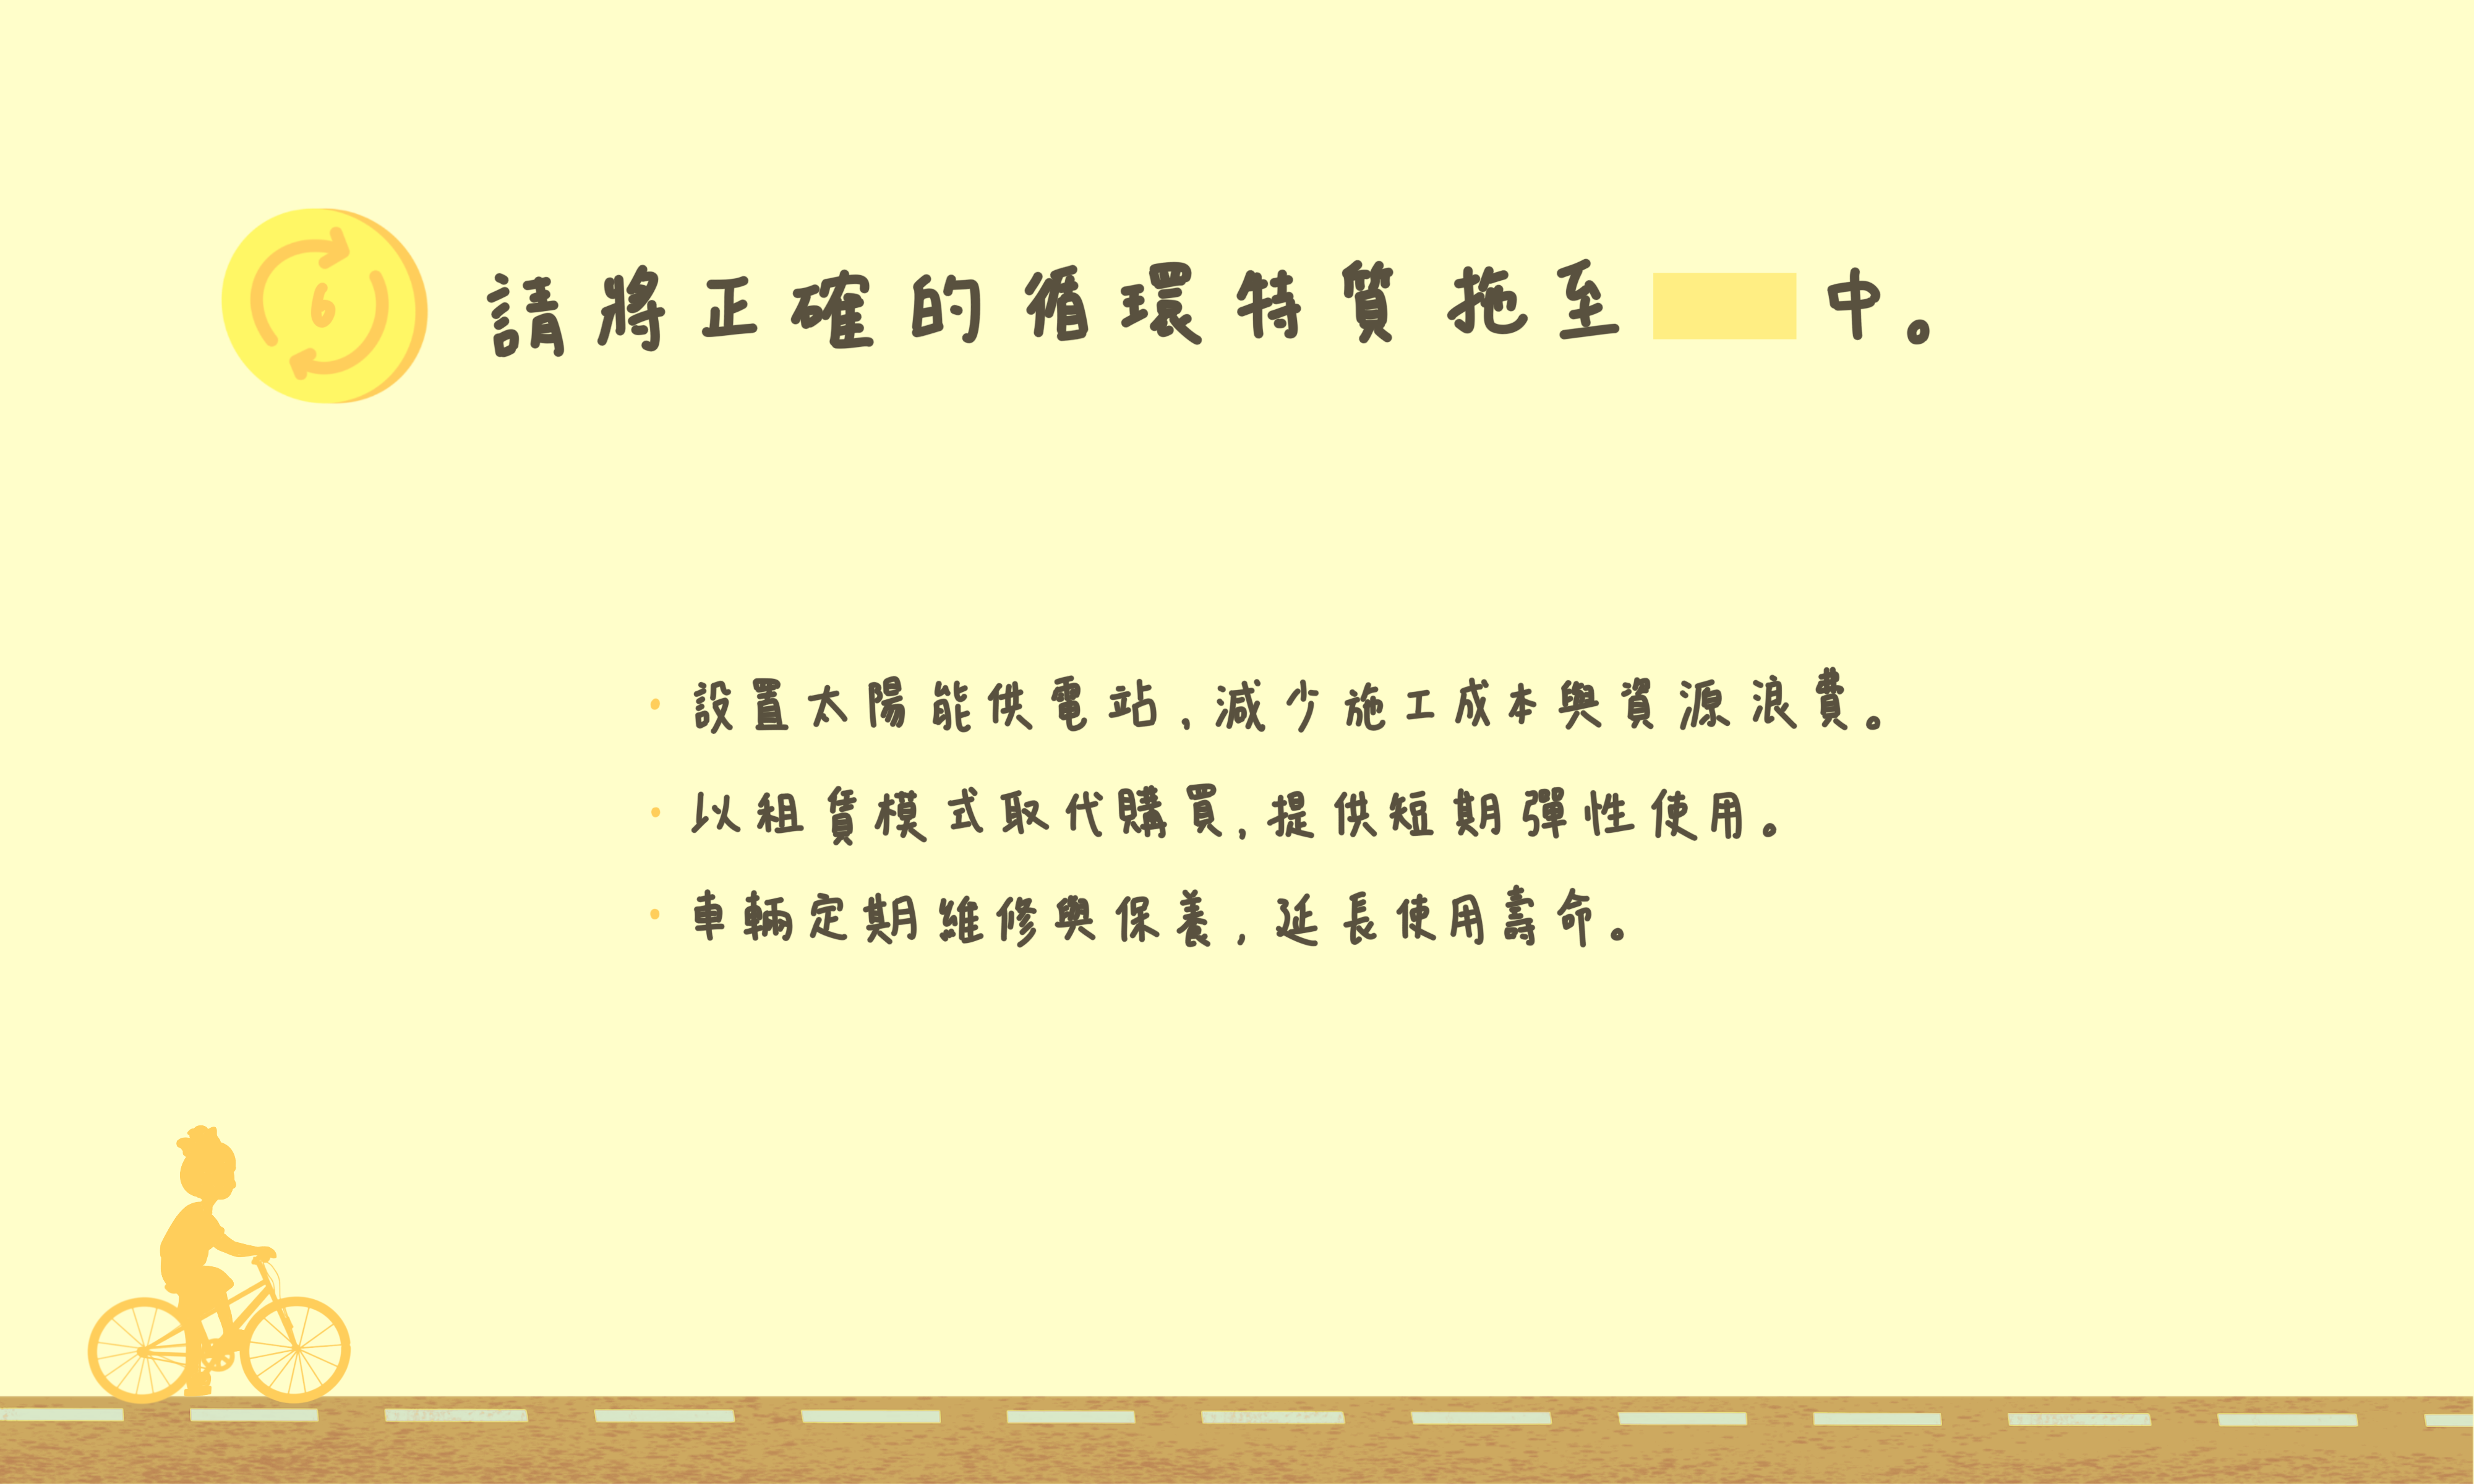 6
請將正確的循環特質拖至 中。
•設置太陽能供電站,減少施工成本與資源浪費。
•以租賃模式取代購買,提供短期彈性使用。
•車輛定期維修與保養,延長使用壽命。